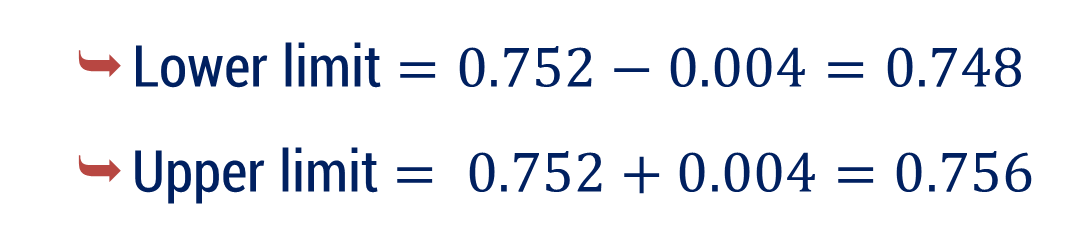 Lower limit = 0.752 − 0.004 = 0.748
Upper limit = 0.752 + 0.004 = 0.756